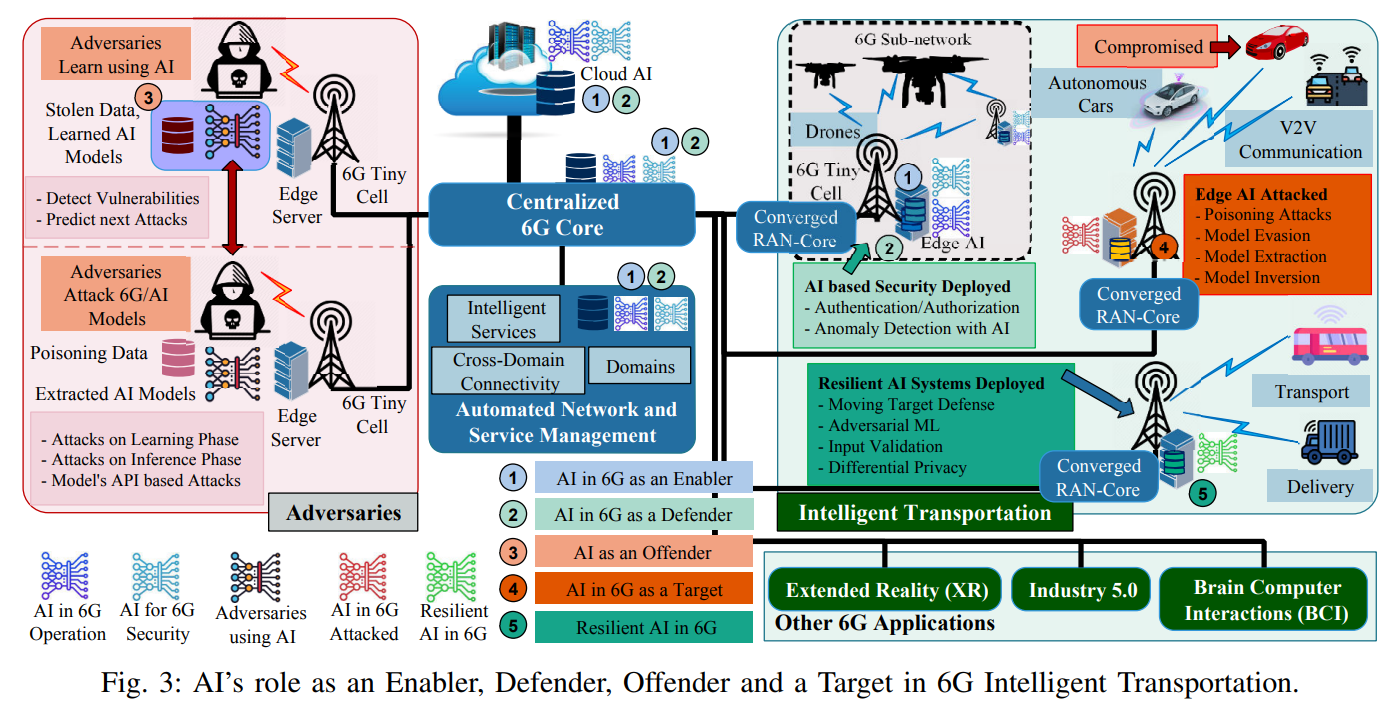 Adversaries
Learn using AI
3
Stolen Data,
Learned AI
Models
Edge
Server
6G Tiny
Cell
- Detect Vulnerabilities
- Predict next Attacks
Adversaries
Attack 6G/AI
Models
Poisoning Data
Extracted AI Models
Edge
Server
6G Tiny
Cell
- Attacks on Learning Phase
- Attacks on Inference Phase
- Model's API based Attacks
Adversaries
Cloud AI
1 2
1 2
Centralized
6G Core
1 2
Intelligent
Services
Cross-Domain
Connectivity
Domains
Automated Network and
Service Management
6G Sub-network
Drones
6G Tiny
Cell
1
Converged
RAN-Core
Edge AI
2
AI based Security Deployed
- Authentication/Authorization
- Anomaly Detection with AI
Compromised
Autonomous
Cars
V2V
Communication
Edge AI Attacked
- Poisoning Attacks
- Model Evasion
- Model Extraction
- Model Inversion
4
Converged
RAN-Core
Resilient AI Systems Deployed
- Moving Target Defense
- Adversarial ML
- Input Validation
- Differential Privacy
Transport
Converged
RAN-Core
5
Delivery
Intelligent Transportation
1 AI in 6G as an Enabler
2 AI in 6G as a Defender
3 AI as an Offender
4 AI in 6G as a Target
5 Resilient AI in 6G
AI in 6G
Operation
AI for 6G
Security
Adversaries
using AI
AI in 6G
Attacked
Resilient
AI in 6G
Extended Reality (XR)
Industry 5.0
Brain Computer
Interactions (BCI)
Other 6G Applications
Fig. 3: AI's role as an Enabler, Defender, Offender and a Target in 6G Intelligent Transportation.